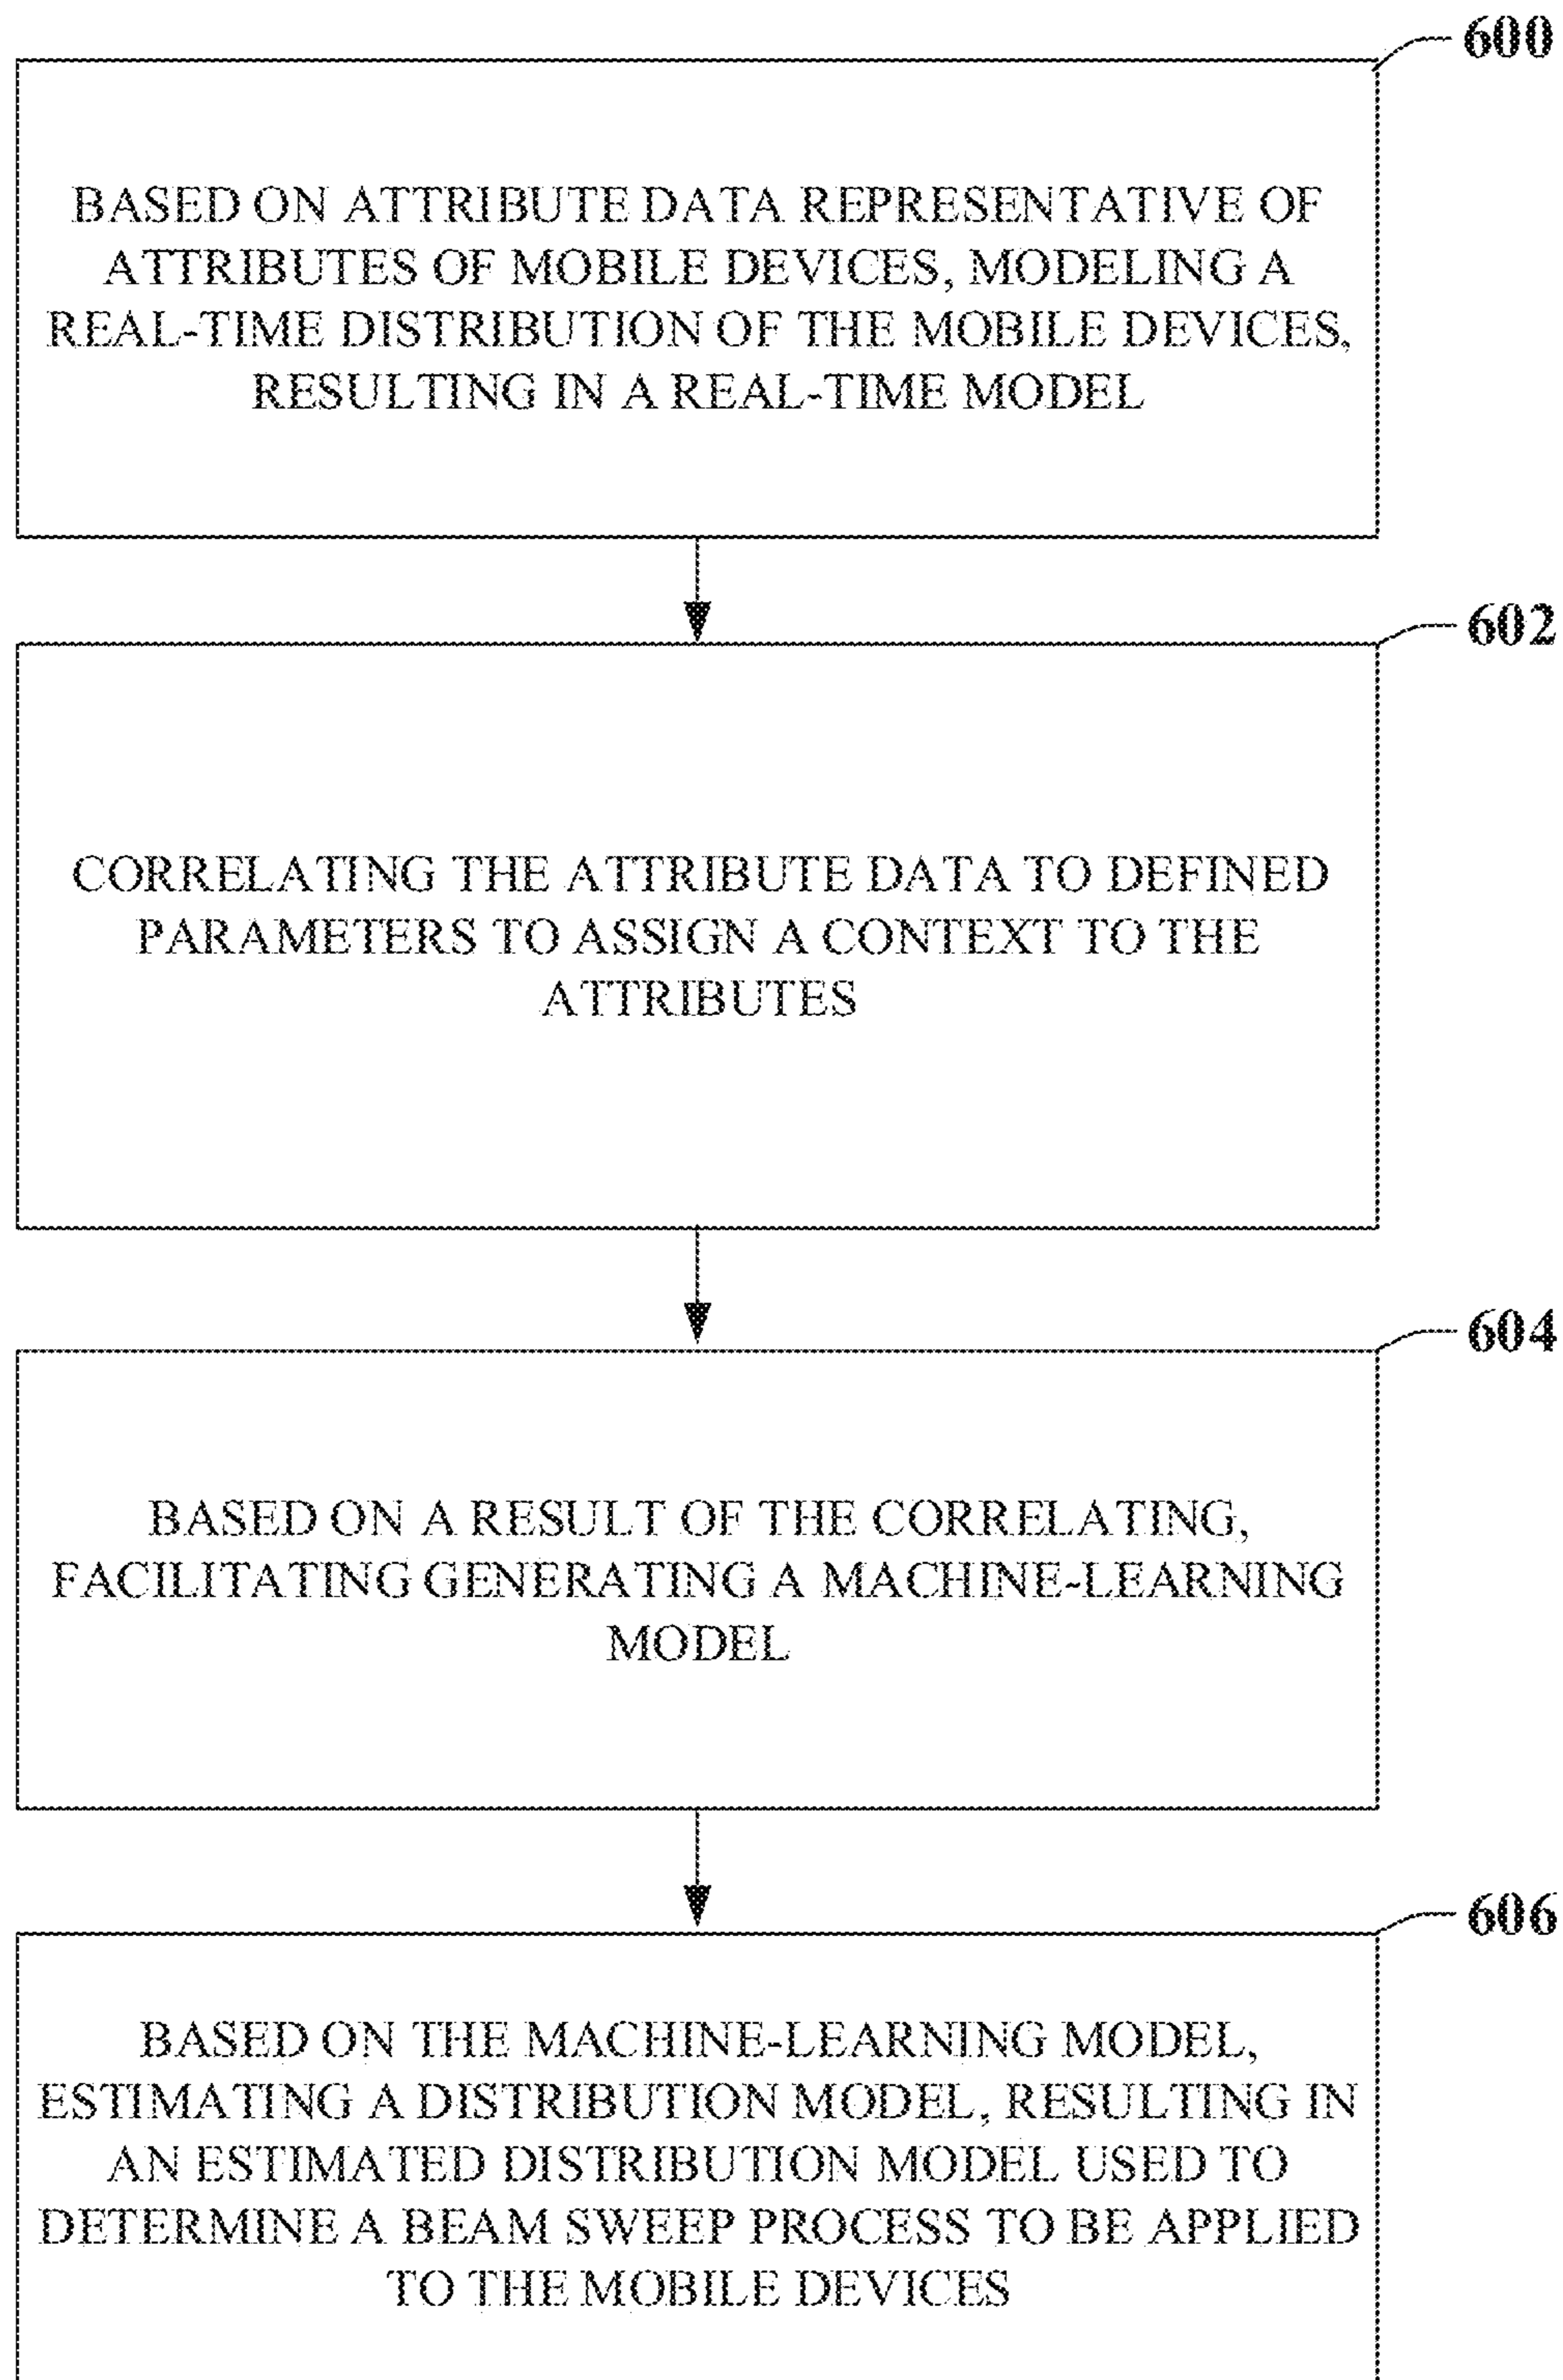 600
BASED ON ATTRIBUTE DATA REPRESENTATIVE OF
ATTRIBUTES OF MOBILE DEVICES, MODELING A
REAL-TIME DISTRIBUTION OF THE MOBILE DEVICES,
RESULTING IN A REAL-TIME MODEL
602
CORRELATING THE ATTRIBUTE DATA TO DEFINED
PARAMETERS TO ASSIGN A CONTEXT TO THE
ATTRIBUTES
604
BASED ON A RESULT OF THE CORRELATING,
FACILITATING GENERATING A MACHINE-LEARNING
MODEL
606
BASED ON THE MACHINE-LEARNING MODEL,
ESTIMATING A DISTRIBUTION MODEL, RESULTING IN
AN ESTIMATED DISTRIBUTION MODEL USED TO
DETERMINE A BEAM SWEEP PROCESS TO BE APPLIED
TO THE MOBILE DEVICES